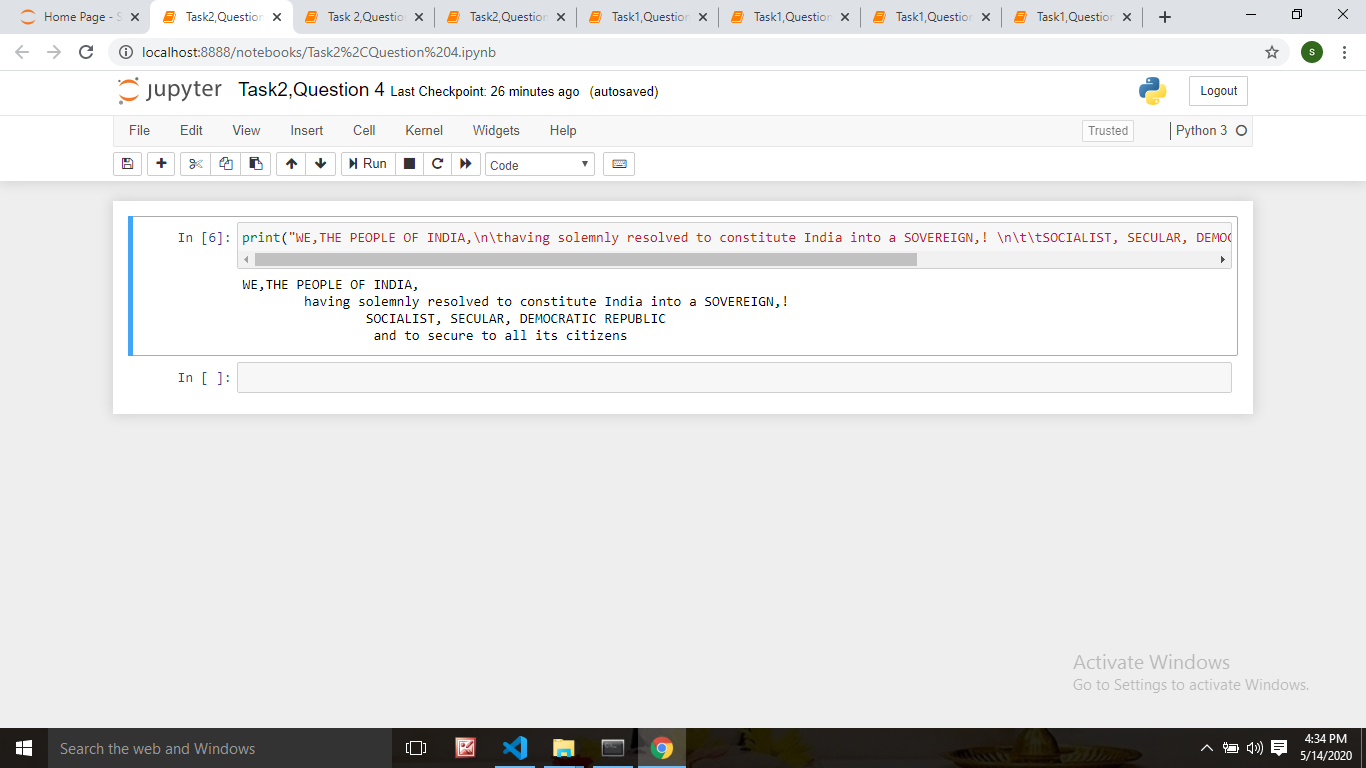 Home Page - S
Task2,Question
Task 2,Questio
Task2,Question
Task1,Question
Task1,Question
Task1,Question
Task1,Question
localhost:8888/notebooks/Task2%2CQuestion%204.ipynb
s
jupyter Task2,Question 4 Last Checkpoint: 26 minutes ago (autosaved)
Logout
File Edit View Insert Cell Kernel Widgets Help
Trusted
Python 3
Run
Code
In [6]: print("WE,THE PEOPLE OF INDIA,\n\thaving solemnly resolved to constitute India into a SOVEREIGN,! \n\t\tSOCIALIST, SECULAR, DEMOC
WE,THE PEOPLE OF INDIA,
        having solemnly resolved to constitute India into a SOVEREIGN,!
                SOCIALIST, SECULAR, DEMOCRATIC REPUBLIC
                 and to secure to all its citizens
In [ ]:
Activate Windows
Go to Settings to activate Windows.
Search the web and Windows
4:34 PM
5/14/2020